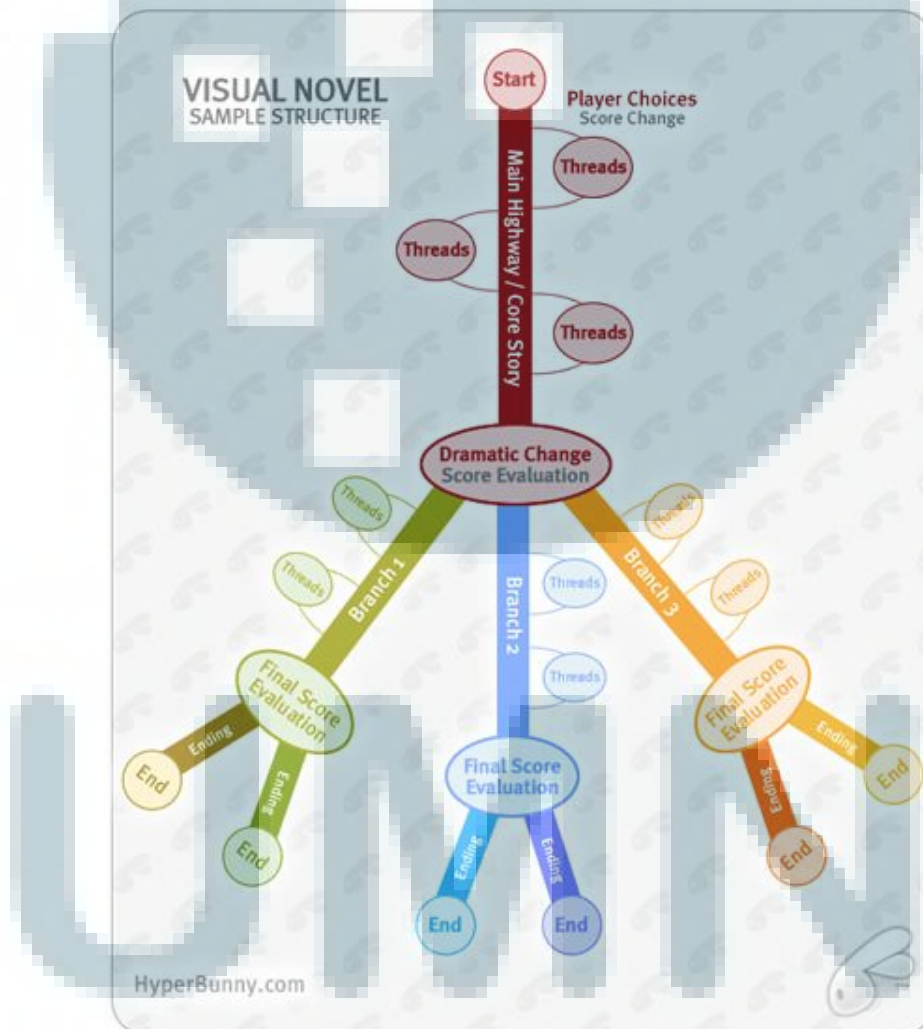 VISUAL NOVEL
SAMPLE STRUCTURE
Start
Player Choices
Score Change
Threads
Main Highway / Core Story
Threads
Threads
Dramatic Change
Score Evaluation
Threads
Threads
Branch 1
Branch 2
Threads
Threads
Branch 3
Threads
Threads
Final Score
Evaluation
Ending
End
Ending
End
Final Score
Evaluation
Ending
End
Ending
End
Final Score
Evaluation
Ending
End
Ending
End
HyperBunny.com
UMN